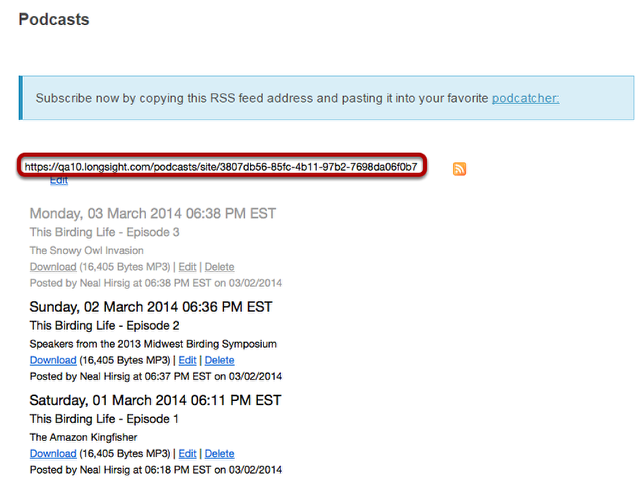 Podcasts
Subscribe now by copying this RSS feed address and pasting it into your favorite podcatcher:
https://qa10.longsight.com/podcasts/site/3807db56-85fc-4b11-97b2-7698da06f0b7
Edit
Monday, 03 March 2014 06:38 PM EST
This Birding Life - Episode 3
The Snowy Owl Invasion
Download (16,405 Bytes MP3) | Edit | Delete
Posted by Neal Hirsig at 06:38 PM EST on 03/02/2014
Sunday, 02 March 2014 06:36 PM EST
This Birding Life - Episode 2
Speakers from the 2013 Midwest Birding Symposium
Download (16,405 Bytes MP3) | Edit | Delete
Posted by Neal Hirsig at 06:37 PM EST on 03/02/2014
Saturday, 01 March 2014 06:11 PM EST
This Birding Life - Episode 1
The Amazon Kingfisher
Download (16,405 Bytes MP3) | Edit | Delete
Posted by Neal Hirsig at 06:18 PM EST on 03/02/2014